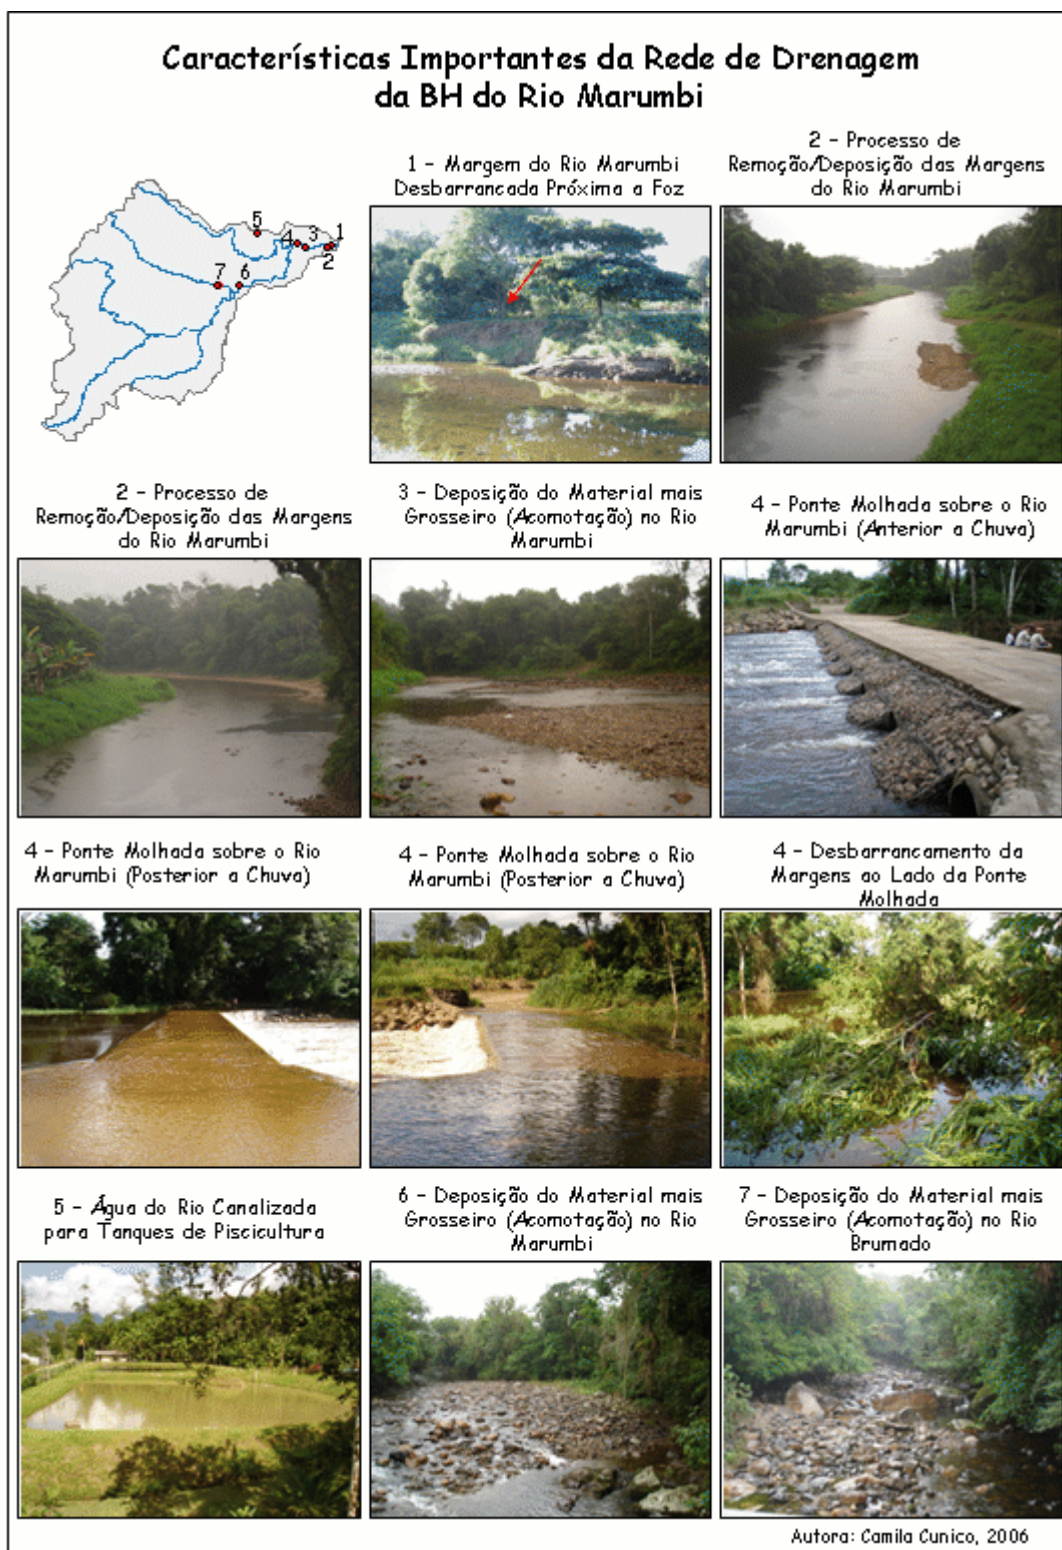 Características Importantes da Rede de Drenagem
da BH do Rio Marumbi
1 - Margem do Rio Marumbi
Desbarrancada Próxima a Foz
2 - Processo de
Remoção/Deposição das Margens
do Rio Marumbi
5
4
3
1
2
7
6
2 - Processo de
Remoção/Deposição das Margens
do Rio Marumbi
3 - Deposição do Material mais
Grosseiro (Acomotação) no Rio
Marumbi
4 - Ponte Molhada sobre o Rio
Marumbi (Anterior a Chuva)
4 - Ponte Molhada sobre o Rio
Marumbi (Posterior a Chuva)
4 - Ponte Molhada sobre o Rio
Marumbi (Posterior a Chuva)
4 - Desbarrancamento da
Margens ao Lado da Ponte
Molhada
5 - Água do Rio Canalizada
para Tanques de Piscicultura
6 - Deposição do Material mais
Grosseiro (Acomotação) no Rio
Marumbi
7 - Deposição do Material mais
Grosseiro (Acomotação) no Rio
Brumado
Autora: Camila Cunico, 2006